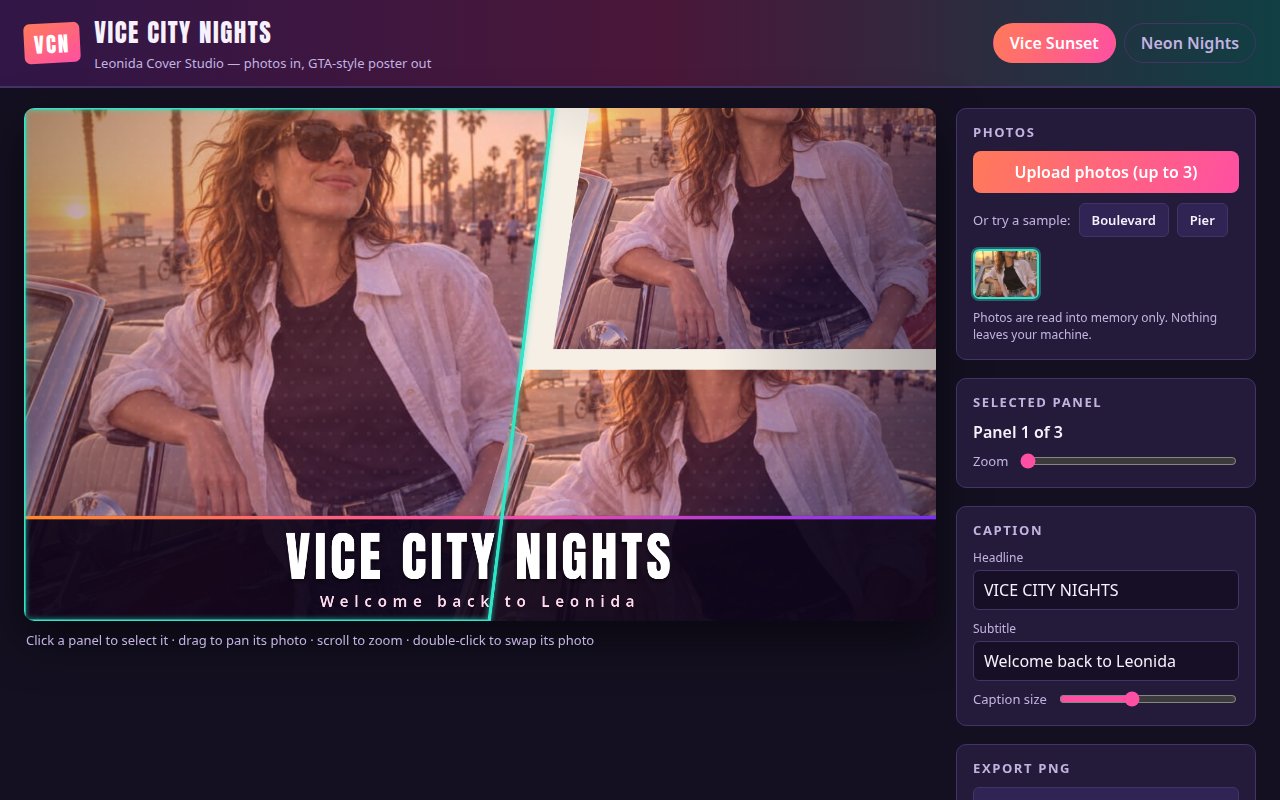 VCN
VICE CITY NIGHTS
Leonida Cover Studio — photos in, GTA-style poster out
Vice Sunset
Neon Nights
PHOTOS
Upload photos (up to 3)
Or try a sample:
Boulevard
Pier
Photos are read into memory only. Nothing
leaves your machine.
SELECTED PANEL
Panel 1 of 3
Zoom
CAPTION
Headline
VICE CITY NIGHTS
Subtitle
Welcome back to Leonida
Caption size
EXPORT PNG
VICE CITY NIGHTS
Welcome back to Leonida
Click a panel to select it · drag to pan its photo · scroll to zoom · double-click to swap its photo